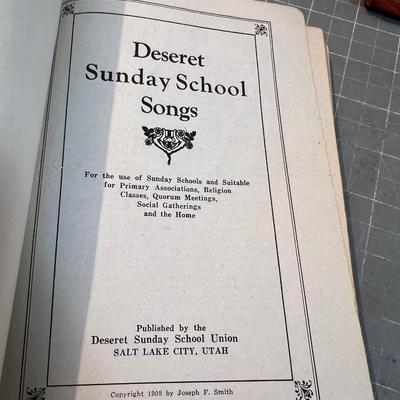 Deseret
Sunday School
Songs
For the use of Sunday Schools and Suitable
for Primary Associations, Religion
Classes, Quorum Meetings,
Social Gatherings
and the Home
Published by the
Deseret Sunday School Union
SALT LAKE CITY, UTAH
Copyright 1909 by Joseph F. Smith